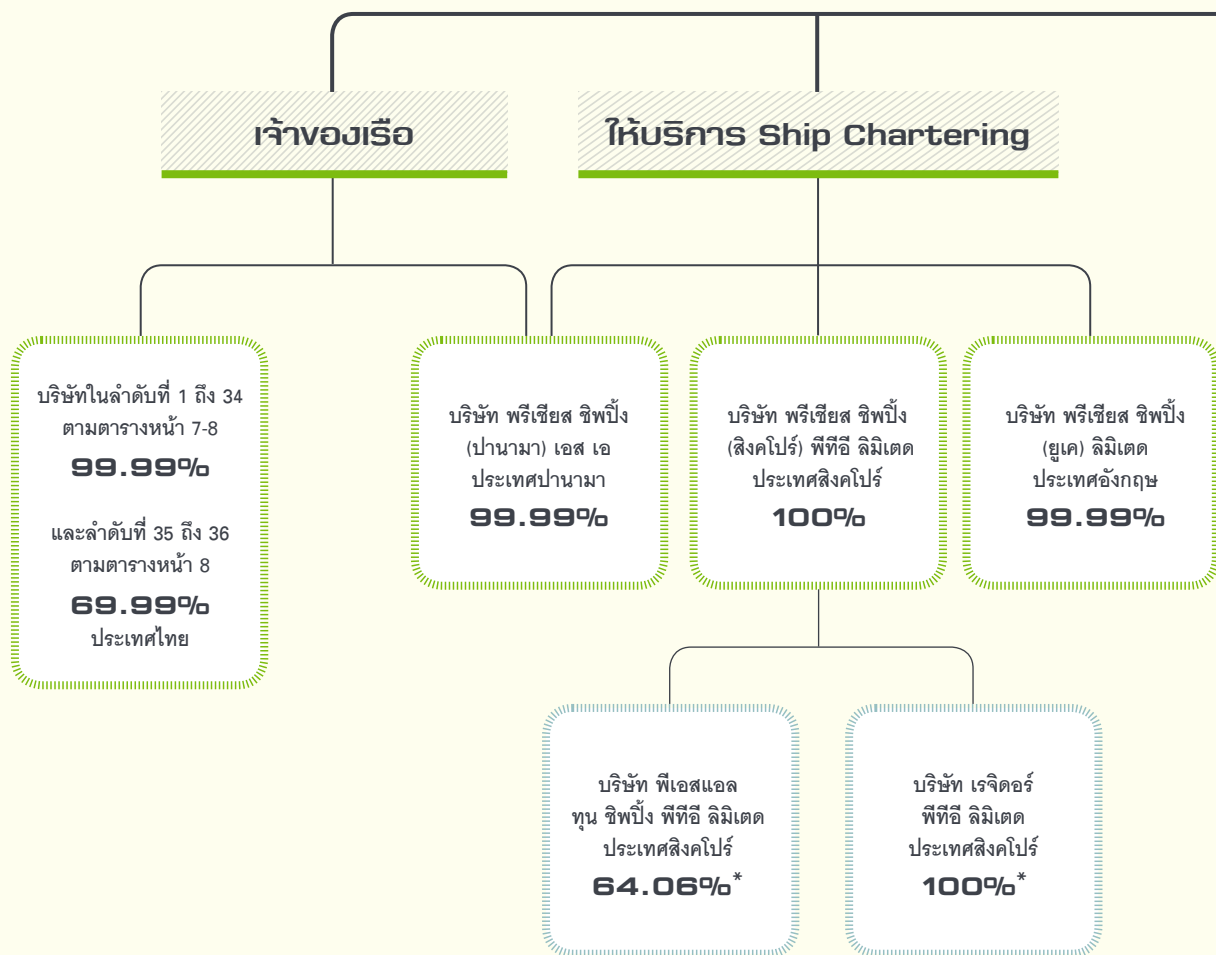 เจ้าของเรือ
ให้บริการ Ship Chartering
บริษัทในลำดับที่ 1 ถึง 34
ตามตารางหน้า 7-8
99.99%
และลำดับที่ 35 ถึง 36
ตามตารางหน้า 8
69.99%
ประเทศไทย
บริษัท พรีเชียส ชิพปิ้ง
(ปานามา) เอส เอ
ประเทศปานามา
99.99%
บริษัท พรีเชียส ชิพปิ้ง
(สิงคโปร์) พีทีอี ลิมิเตด
ประเทศสิงคโปร์
100%
บริษัท พรีเชียส ชิพปิ้ง
(ยูเค) ลิมิเตด
ประเทศอังกฤษ
99.99%
บริษัท พีเอสแอล
ทุน ชิพปิ้ง พีทีอี ลิมิเตด
ประเทศสิงคโปร์
64.06%*
บริษัท เรจิดอร์
พีทีอี ลิมิเตด
ประเทศสิงคโปร์
100%*